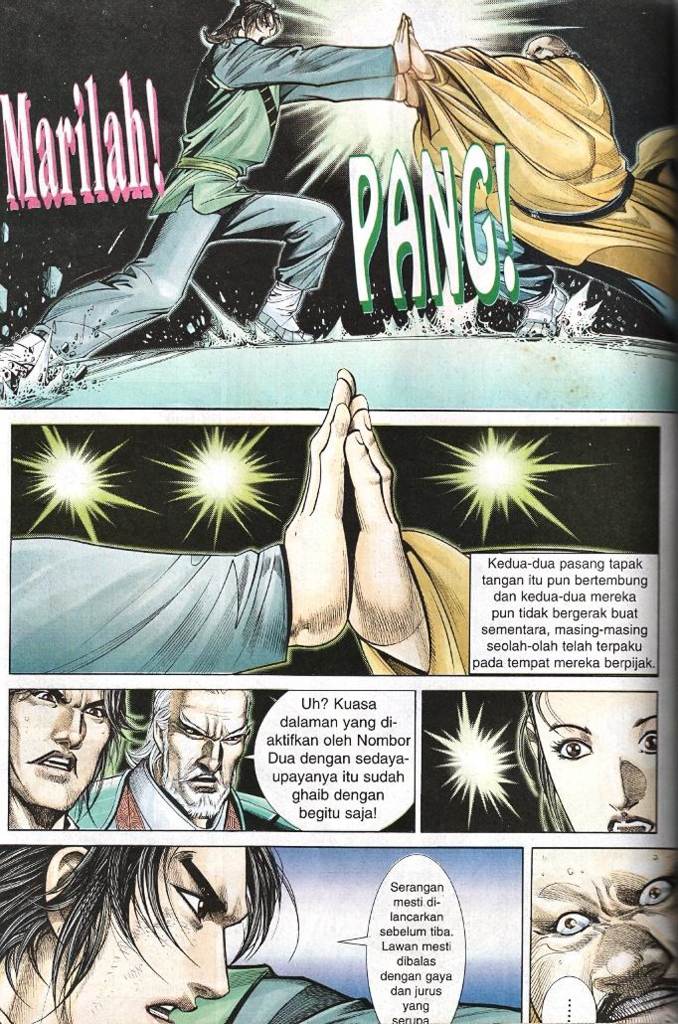 Marilah!
PANG!
Kedua-dua pasang tapak
tangan itu pun bertembung
dan kedua-dua mereka
pun tidak bergerak buat
sementara, masing-masing
seolah-olah telah terpaku
pada tempat mereka berpijak.
Uh? Kuasa
dalaman yang di-
aktifkan oleh Nombor
Dua dengan sedaya-
upayanya itu sudah
ghaib dengan
begitu saja!
Serangan
mesti di-
lancarkan
sebelum tiba.
Lawan mesti
dibalas
dengan gaya
dan jurus
yang
serupa...
......